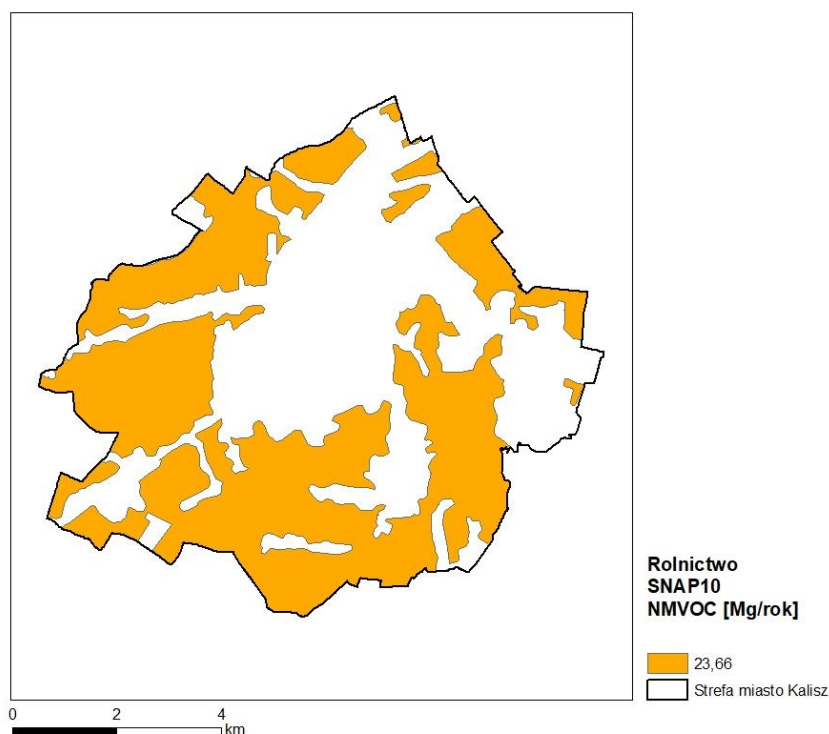 Rolnictwo
SNAP10
NMVOC [Mg/rok]
23,66
Strefa miasto Kalisz
0 2 4
km